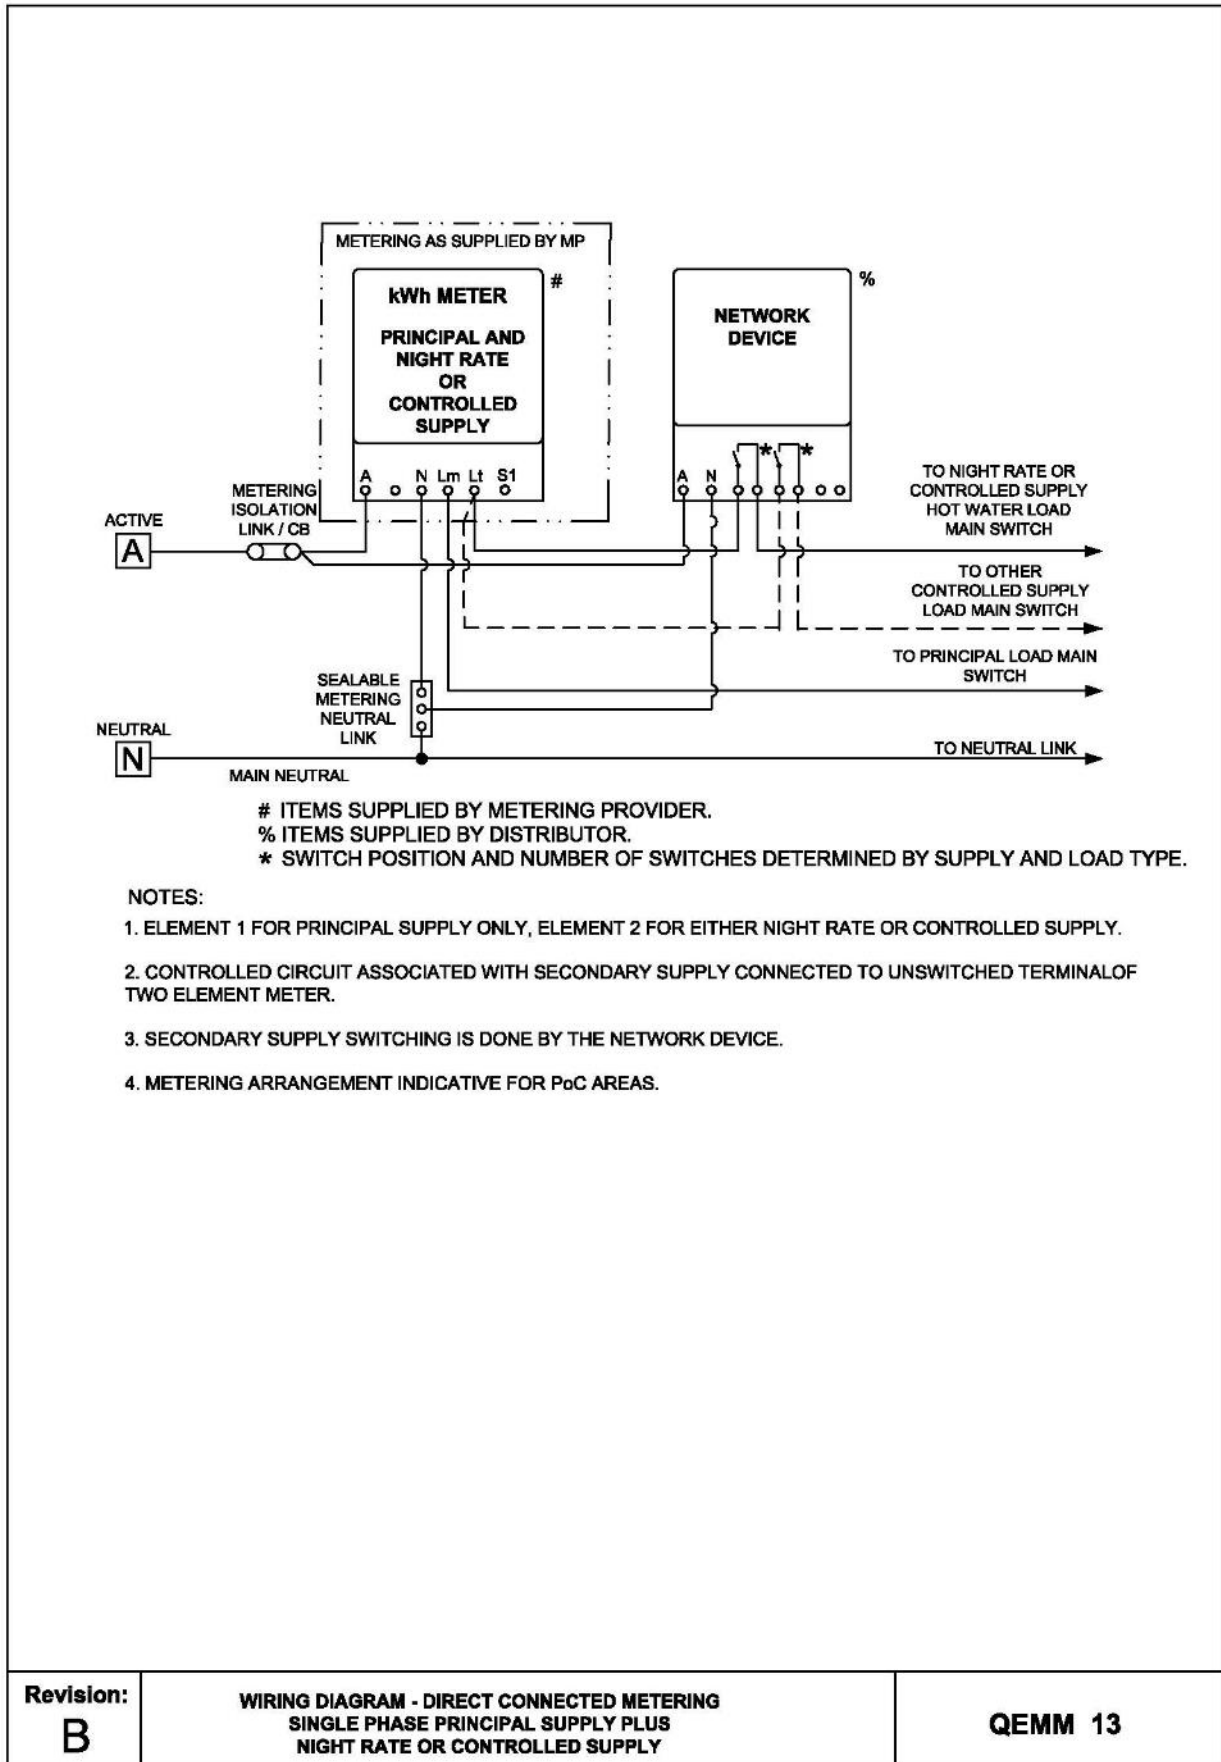 METERING AS SUPPLIED BY MP
#
kWh METER
PRINCIPAL AND
NIGHT RATE
OR
CONTROLLED
SUPPLY
A N Lm Lt S1
%
NETWORK
DEVICE
* *
A N
METERING
ISOLATION
LINK / CB
ACTIVE
A
TO NIGHT RATE OR
CONTROLLED SUPPLY
HOT WATER LOAD
MAIN SWITCH
TO OTHER
CONTROLLED SUPPLY
LOAD MAIN SWITCH
TO PRINCIPAL LOAD MAIN
SWITCH
SEALABLE
METERING
NEUTRAL
LINK
NEUTRAL
N
MAIN NEUTRAL
TO NEUTRAL LINK
# ITEMS SUPPLIED BY METERING PROVIDER.
% ITEMS SUPPLIED BY DISTRIBUTOR.
* SWITCH POSITION AND NUMBER OF SWITCHES DETERMINED BY SUPPLY AND LOAD TYPE.
NOTES:
1. ELEMENT 1 FOR PRINCIPAL SUPPLY ONLY, ELEMENT 2 FOR EITHER NIGHT RATE OR CONTROLLED SUPPLY.
2. CONTROLLED CIRCUIT ASSOCIATED WITH SECONDARY SUPPLY CONNECTED TO UNSWITCHED TERMINALOF
TWO ELEMENT METER.
3. SECONDARY SUPPLY SWITCHING IS DONE BY THE NETWORK DEVICE.
4. METERING ARRANGEMENT INDICATIVE FOR PoC AREAS.
Revision:
B
WIRING DIAGRAM - DIRECT CONNECTED METERING
SINGLE PHASE PRINCIPAL SUPPLY PLUS
NIGHT RATE OR CONTROLLED SUPPLY
QEMM 13